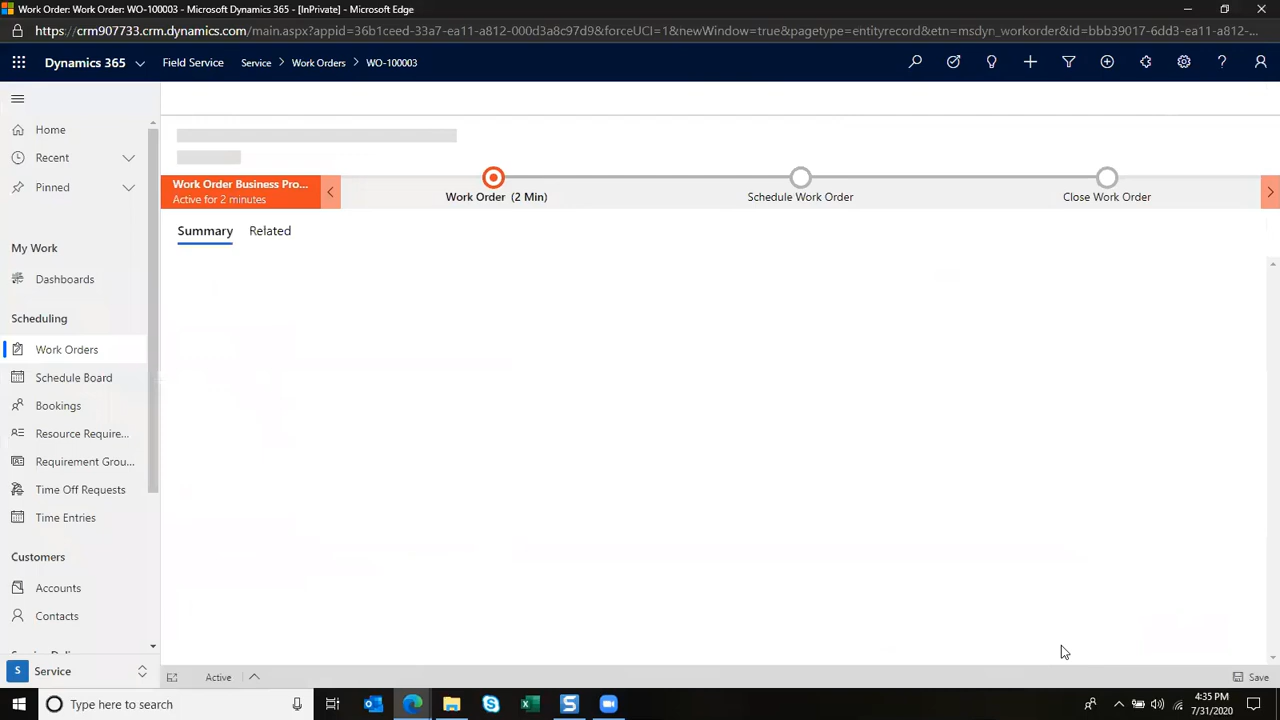 Work Order: Work Order: WO-100003 - Microsoft Dynamics 365 - [InPrivate] - Microsoft Edge
https://crm907733.crm.dynamics.com/main.aspx?appid=36b1ceed-33a7-ea11-a812-000d3a8c97d9&forceUCI=1&newWindow=true&pagetype=entityrecord&etn=msdyn_workorder&id=bbb39017-6dd3-ea11-a812-...
Dynamics 365
Field Service
Service > Work Orders > WO-100003
Home
Recent
Pinned
My Work
Dashboards
Scheduling
Work Orders
Schedule Board
Bookings
Resource Require...
Requirement Grou...
Time Off Requests
Time Entries
Customers
Accounts
Contacts
S Service
Work Order Business Pro...
Active for 2 minutes
Work Order (2 Min)
Schedule Work Order
Close Work Order
Summary Related
Active
Save
Type here to search
4:35 PM
7/31/2020